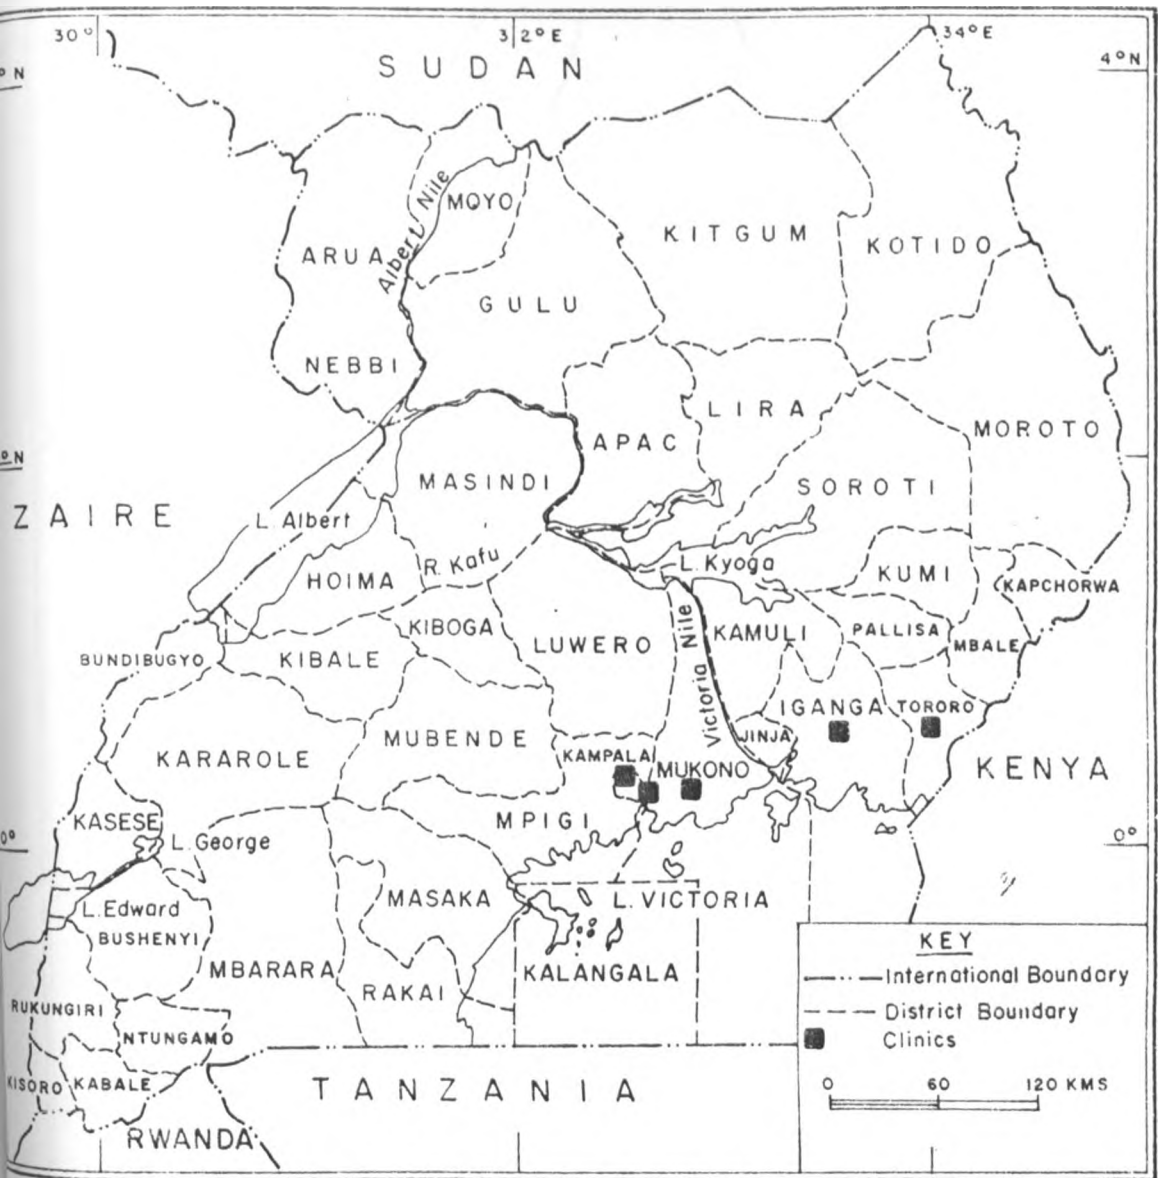 30°
32°E
34°E
°N
4°N
SUDAN
Albert Nile
MOYO
ARUA
KITGUM
KOTIDO
GULU
NEBBI
LIRA
APAC
MOROTO
°N
MASINDI
SOROTI
ZAIRE
L. Albert
R. Kafu
L. Kyoga
HOIMA
KUMI
KAPCHORWA
KIBOGA
LUWERO
Victoria Nile
KAMULI
PALLISA
MBALE
BUNDIBUGYO
KIBALE
IGANGA
TORORO
MUBENDE
JINJA
KARAROLE
KAMPALA
MUKONO
KENYA
KASESE
MPIGI
0°
L. George
0°
MASAKA
L. VICTORIA
L. Edward
BUSHENYI
MBARARA
KALANGALA
RAKAI
RUKUNGIRI
NTUNGAMO
KISORO
KABALE
TANZANIA
RWANDA
KEY
International Boundary
District Boundary
Clinics
0 60 120 KMS